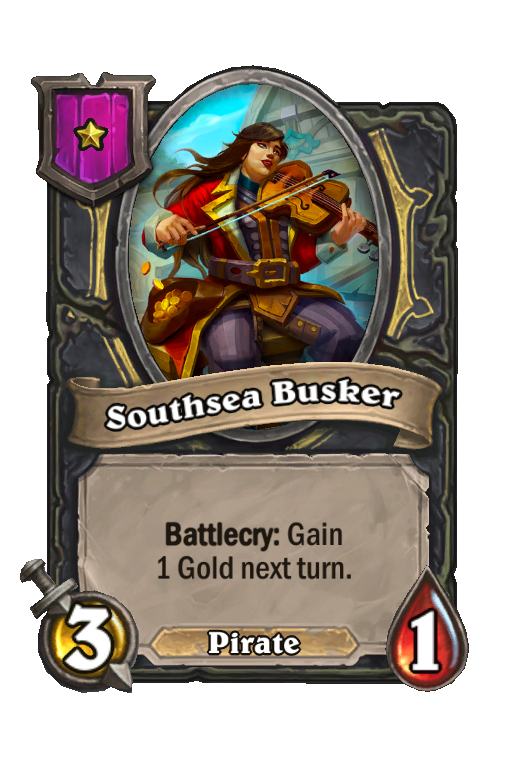 Southsea Busker
Battlecry: Gain
1 Gold next turn.
3
Pirate
1